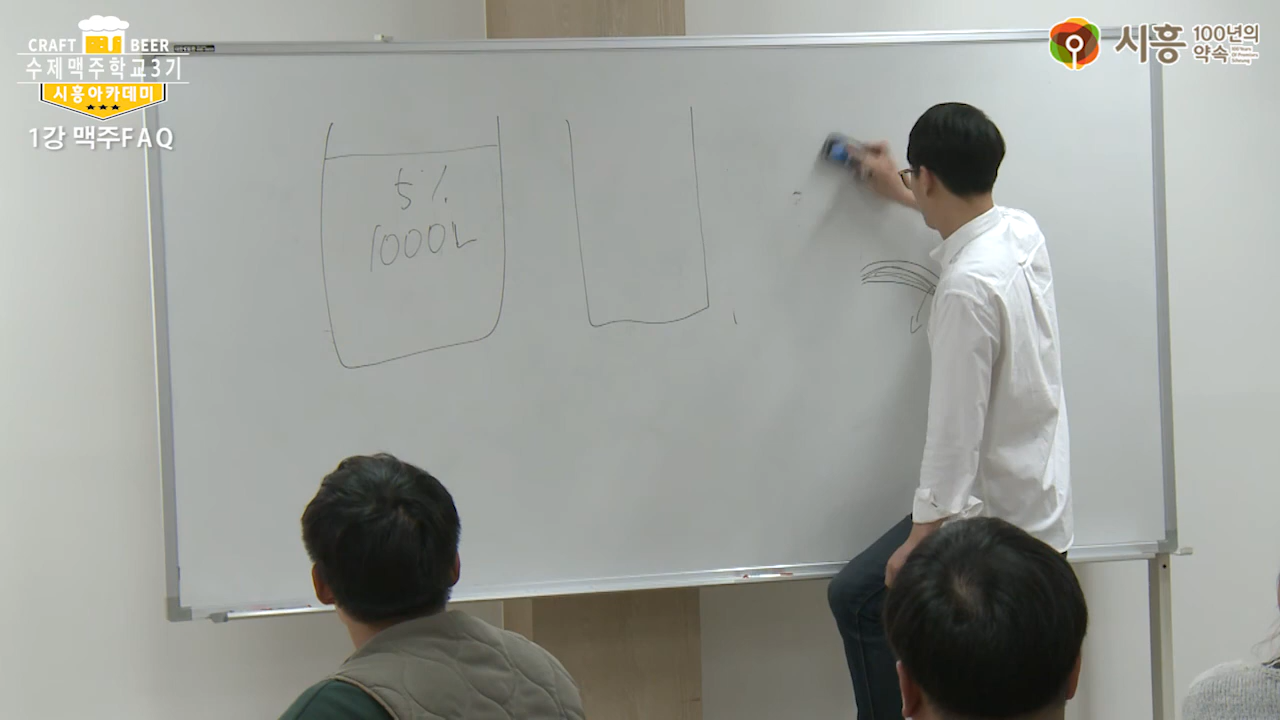 CRAFT BEER
수제맥주학교3기
시흥아카데미
1강 맥주FAQ
시흥 100년의 약속
5%
1000L